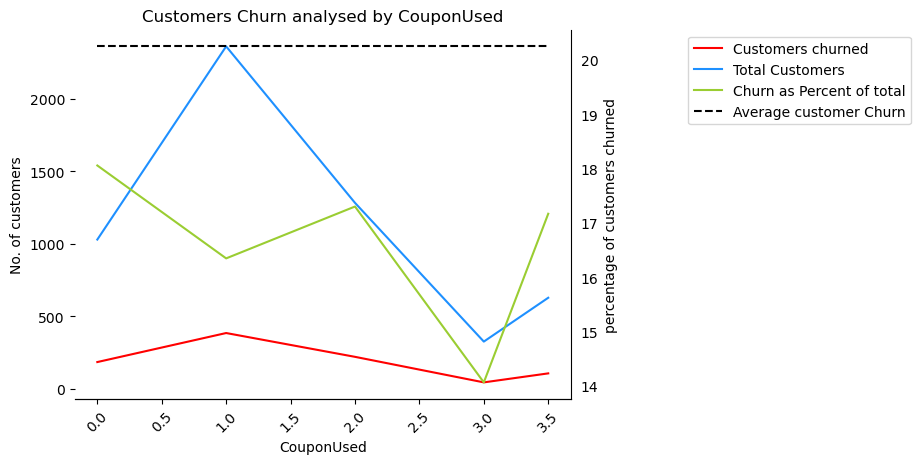 Customers Churn analysed by CouponUsed
No. of customers
2000
1500
1000
500
0
20
19
18
17
16
15
14
percentage of customers churned
0.0
0.5
1.0
1.5
2.0
2.5
3.0
3.5
CouponUsed
Customers churned
Total Customers
Churn as Percent of total
Average customer Churn